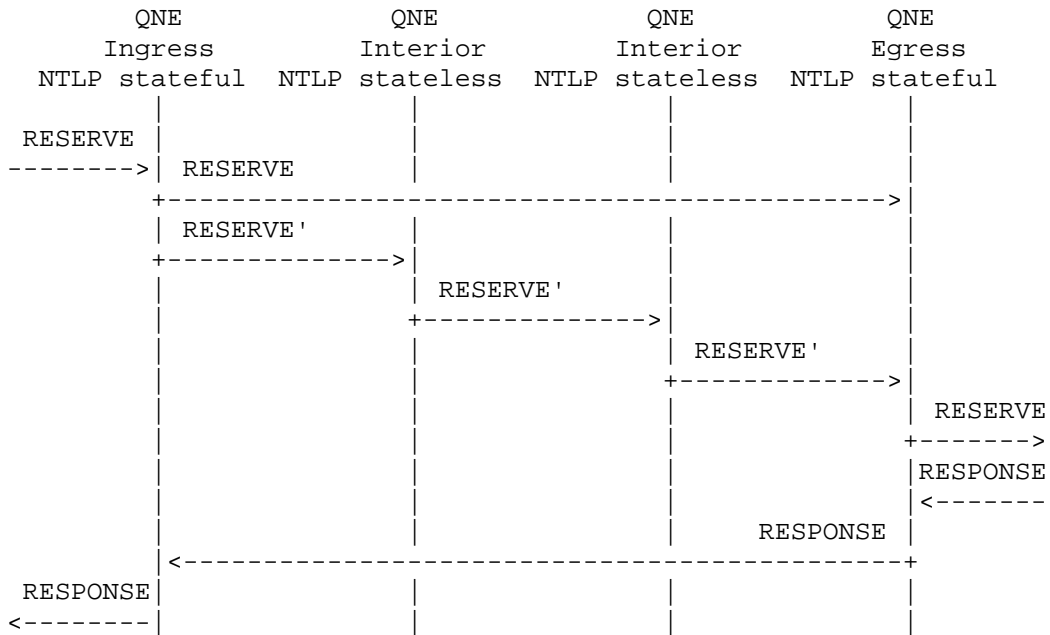 QNE QNE QNE QNE
Ingress Interior Interior Egress
NTLP stateful NTLP stateless NTLP stateless NTLP stateful
RESERVE
RESERVE
RESERVE'
RESERVE'
RESERVE'
RESERVE
RESPONSE
RESPONSE
RESPONSE